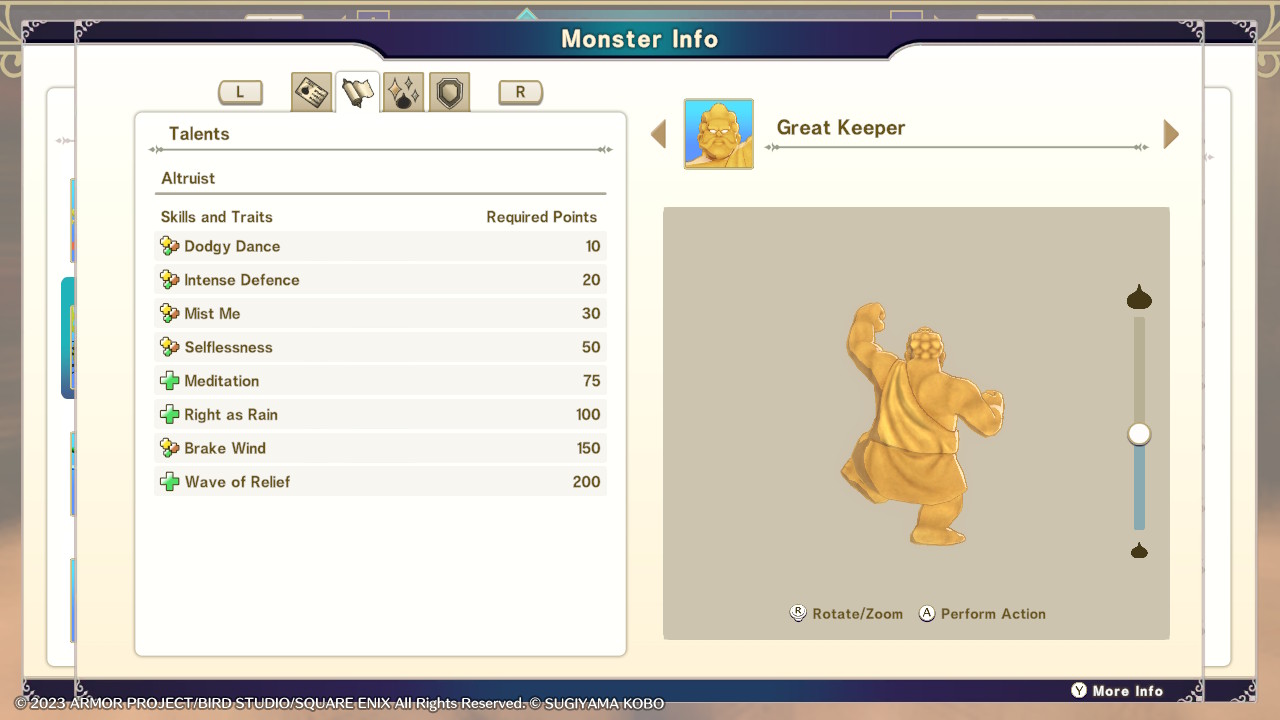 Monster Info
L
R
Talents
Altruist
Skills and Traits Required Points
Dodgy Dance 10
Intense Defence 20
Mist Me 30
Selflessness 50
Meditation 75
Right as Rain 100
Brake Wind 150
Wave of Relief 200
Great Keeper
R Rotate/Zoom A Perform Action
Y More Info
© 2023 ARMOR PROJECT/BIRD STUDIO/SQUARE ENIX All Rights Reserved. © SUGIYAMA KOBO